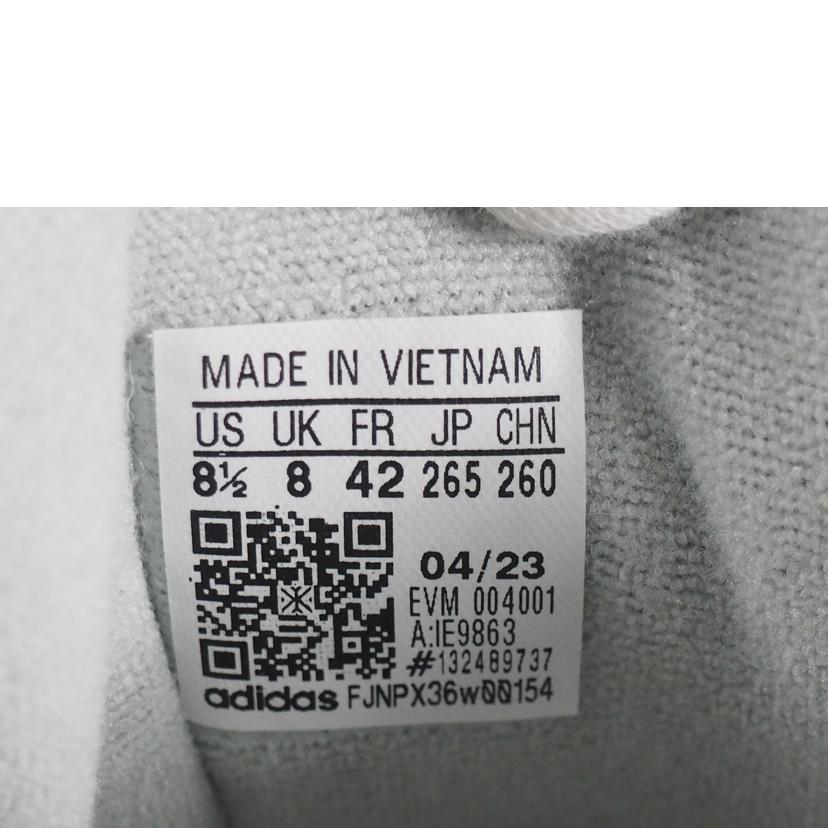 MADE IN VIETNAM
US UK FR JP CHN
8½ 8 42 265 260
04/23
EVM 004001
A:IE9863
#132489737
adidas FJNPX36w00154